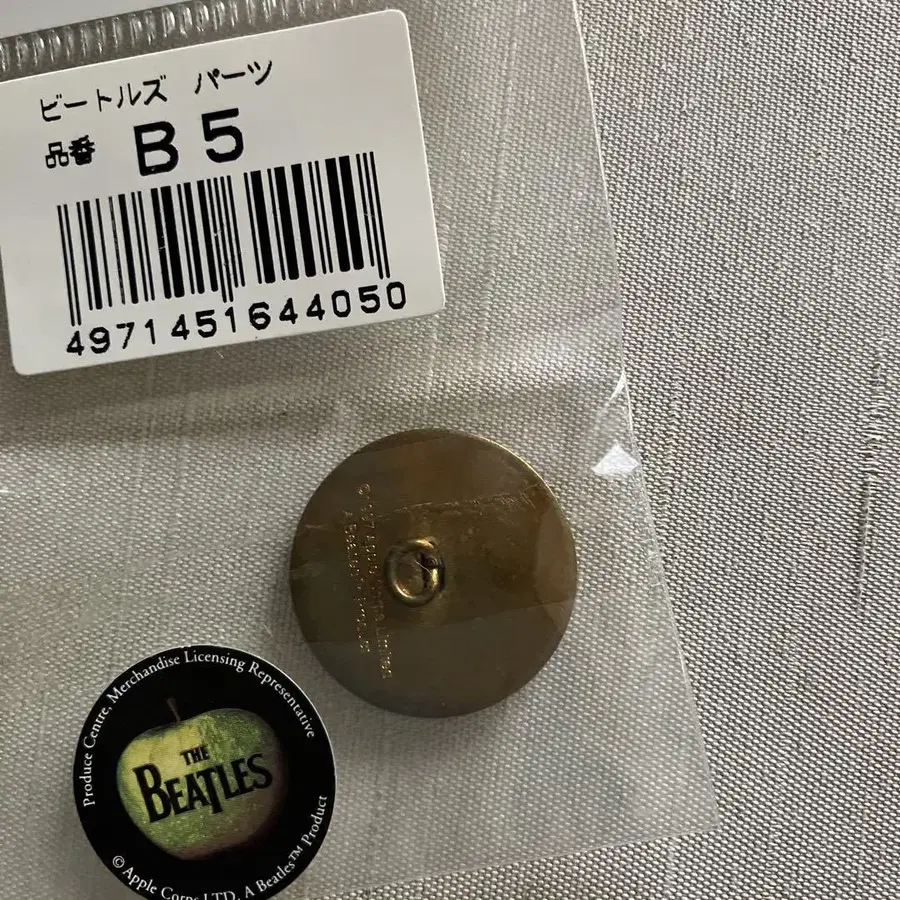 ビートルズ パーツ
品番 B5
4971451644050
Produce Centre, Merchandise Licensing Representative
THE
BEATLES
© Apple Corps LTD. A Beatles™ Product